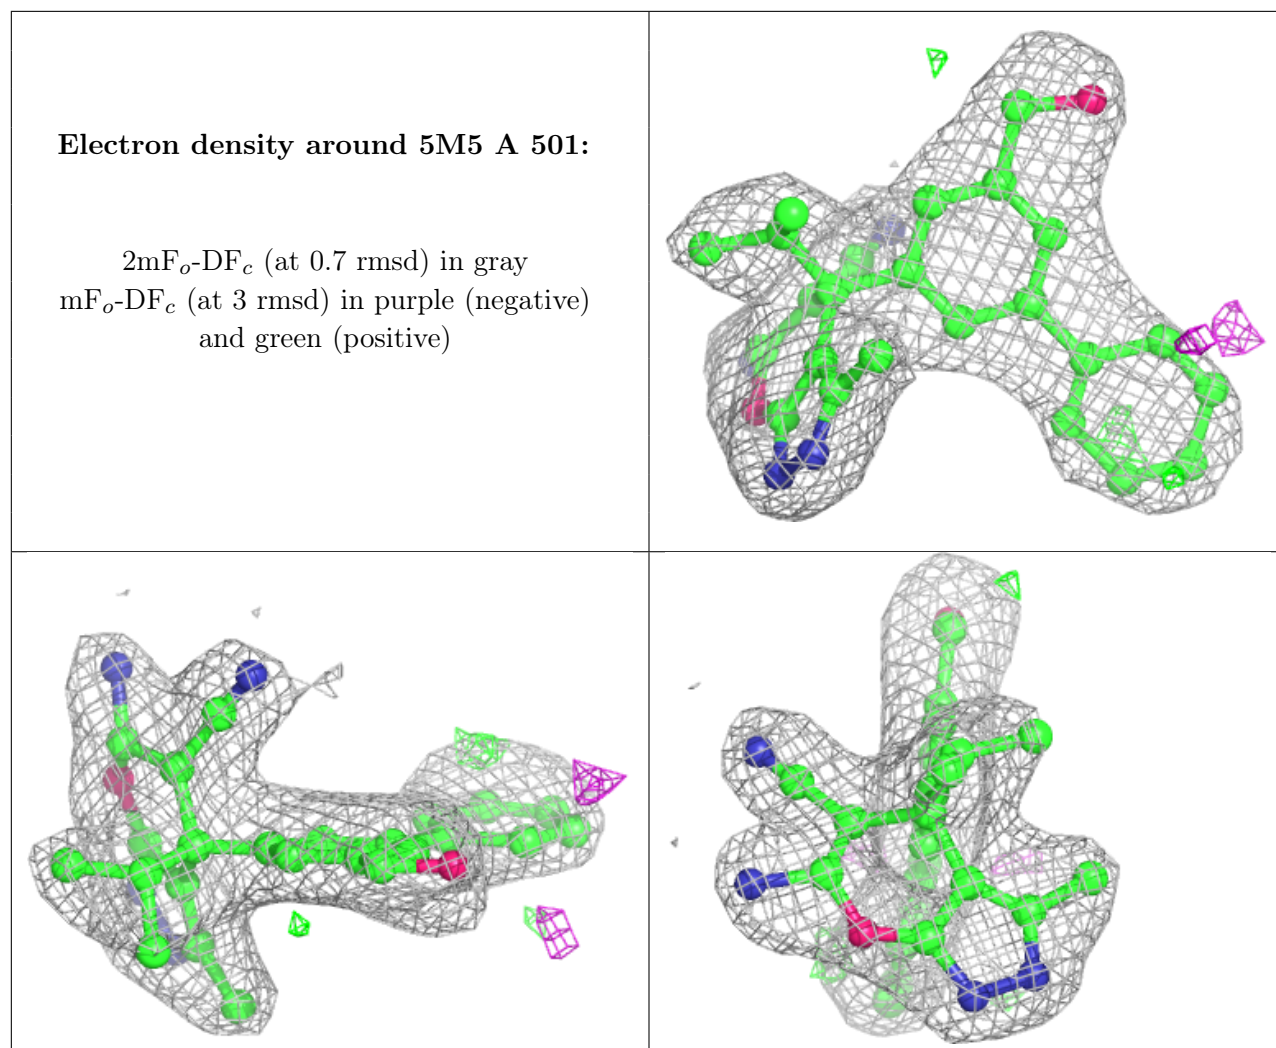 Electron density around 5M5 A 501:
2mFo-DFc (at 0.7 rmsd) in gray
mFo-DFc (at 3 rmsd) in purple (negative)
and green (positive)